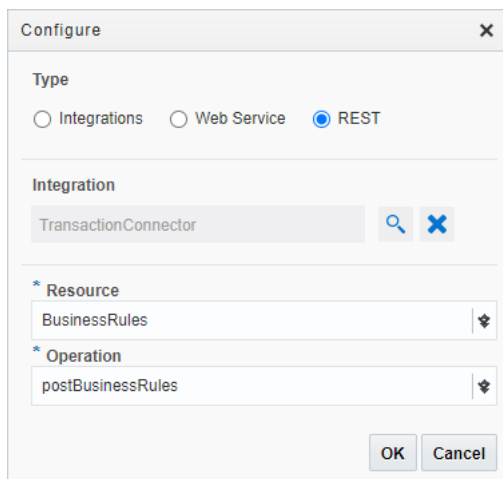 Configure
Type
Integrations Web Service REST
Integration
TransactionConnector
* Resource
BusinessRules
* Operation
postBusinessRules
OK Cancel